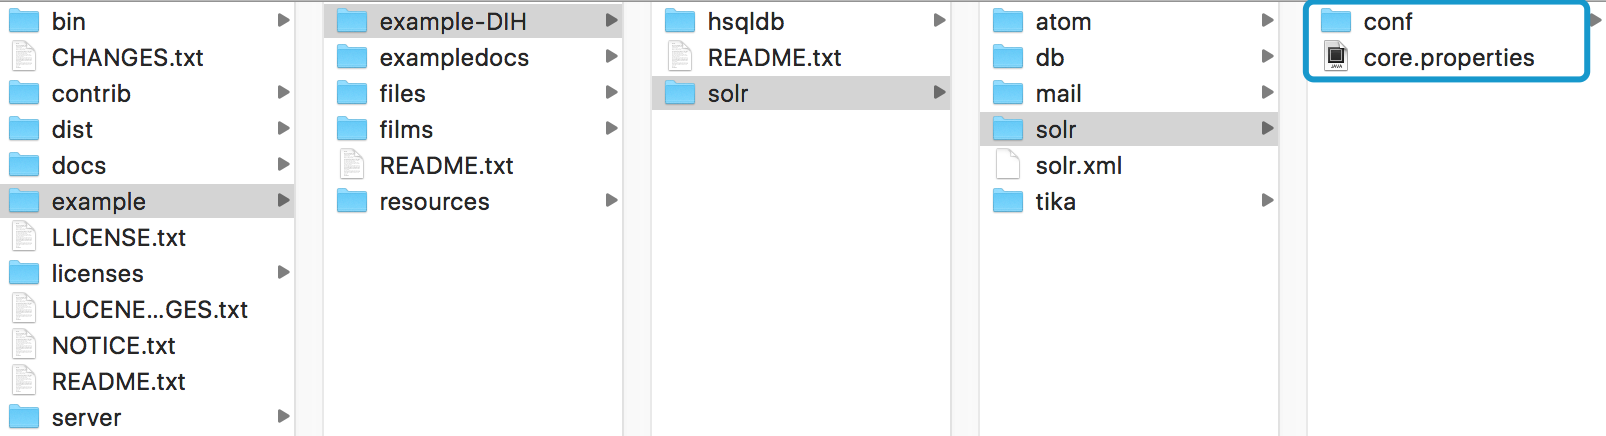 bin
CHANGES.txt
contrib
dist
docs
example
LICENSE.txt
licenses
LUCENE...GES.txt
NOTICE.txt
README.txt
server
example-DIH
exampledocs
files
films
README.txt
resources
hsqldb
README.txt
solr
atom
db
mail
solr
solr.xml
tika
conf
core.properties
JAVA